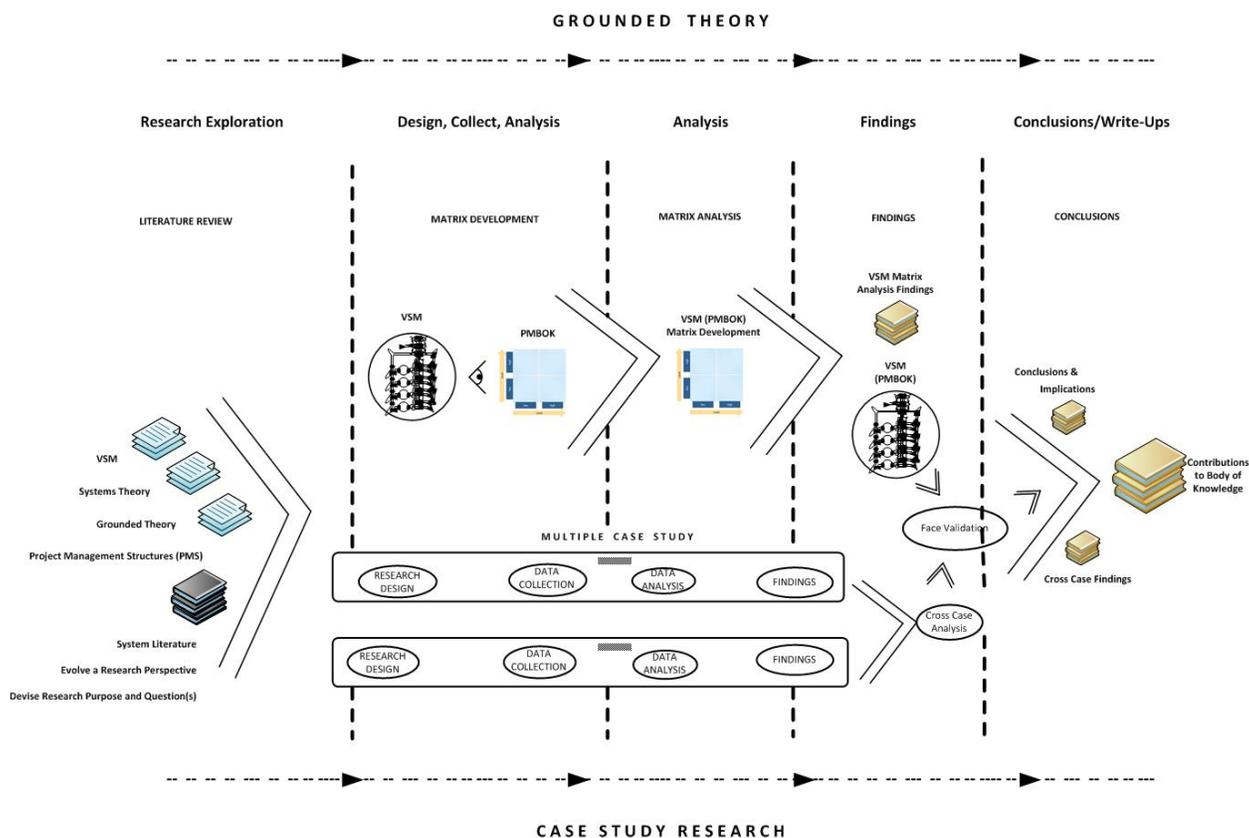 GROUNDED THEORY
Research Exploration
Design, Collect, Analysis
Analysis
Findings
Conclusions/Write-Ups
LITERATURE REVIEW
MATRIX DEVELOPMENT
MATRIX ANALYSIS
FINDINGS
CONCLUSIONS
VSM
PMBOK
VSM (PMBOK)
Matrix Development
VSM Matrix
Analysis Findings
VSM
(PMBOK)
Conclusions &
Implications
VSM
Systems Theory
Grounded Theory
Project Management Structures (PMS)
System Literature
Evolve a Research Perspective
Devise Research Purpose and Question(s)
Contributions
to Body of
Knowledge
Face Validation
MULTIPLE CASE STUDY
RESEARCH
DESIGN
DATA
COLLECTION
DATA
ANALYSIS
FINDINGS
Cross Case Findings
Cross Case
Analysis
RESEARCH
DESIGN
DATA
COLLECTION
DATA
ANALYSIS
FINDINGS
CASE STUDY RESEARCH